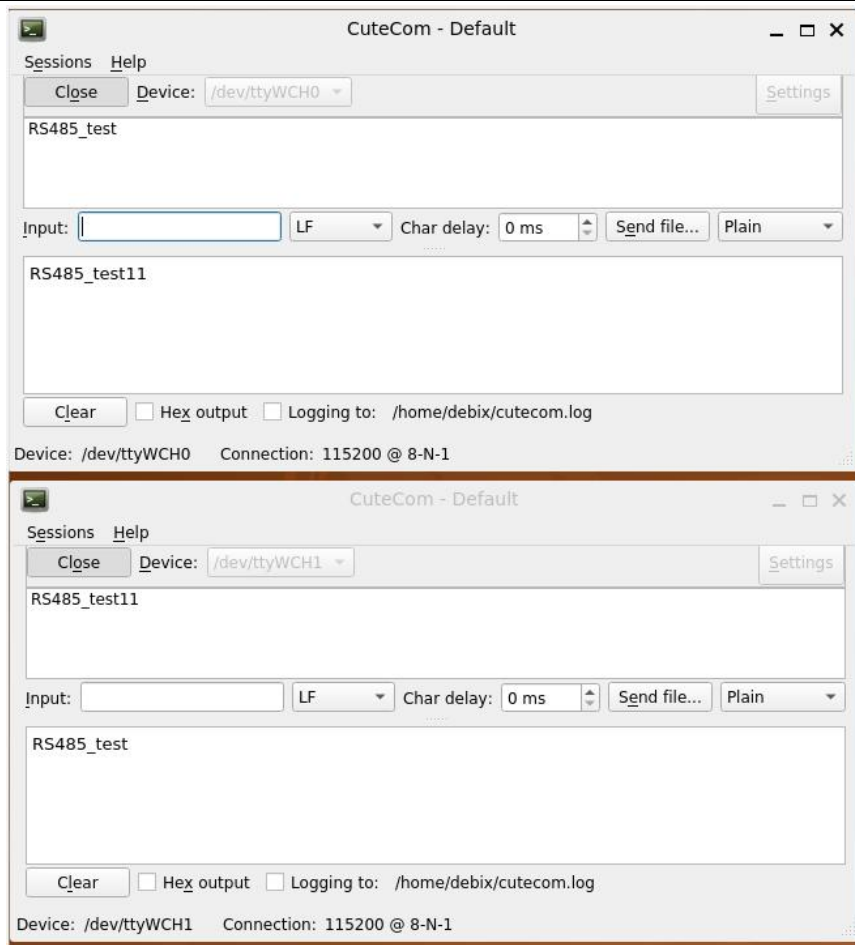 CuteCom - Default
Sessions Help
Close Device: /dev/ttyWCH0 Settings
RS485_test
Input: LF Char delay: 0 ms Send file... Plain
RS485_test11
Clear Hex output Logging to: /home/debix/cutecom.log
Device: /dev/ttyWCH0 Connection: 115200 @ 8-N-1
CuteCom - Default
Sessions Help
Close Device: /dev/ttyWCH1 Settings
RS485_test11
Input: LF Char delay: 0 ms Send file... Plain
RS485_test
Clear Hex output Logging to: /home/debix/cutecom.log
Device: /dev/ttyWCH1 Connection: 115200 @ 8-N-1